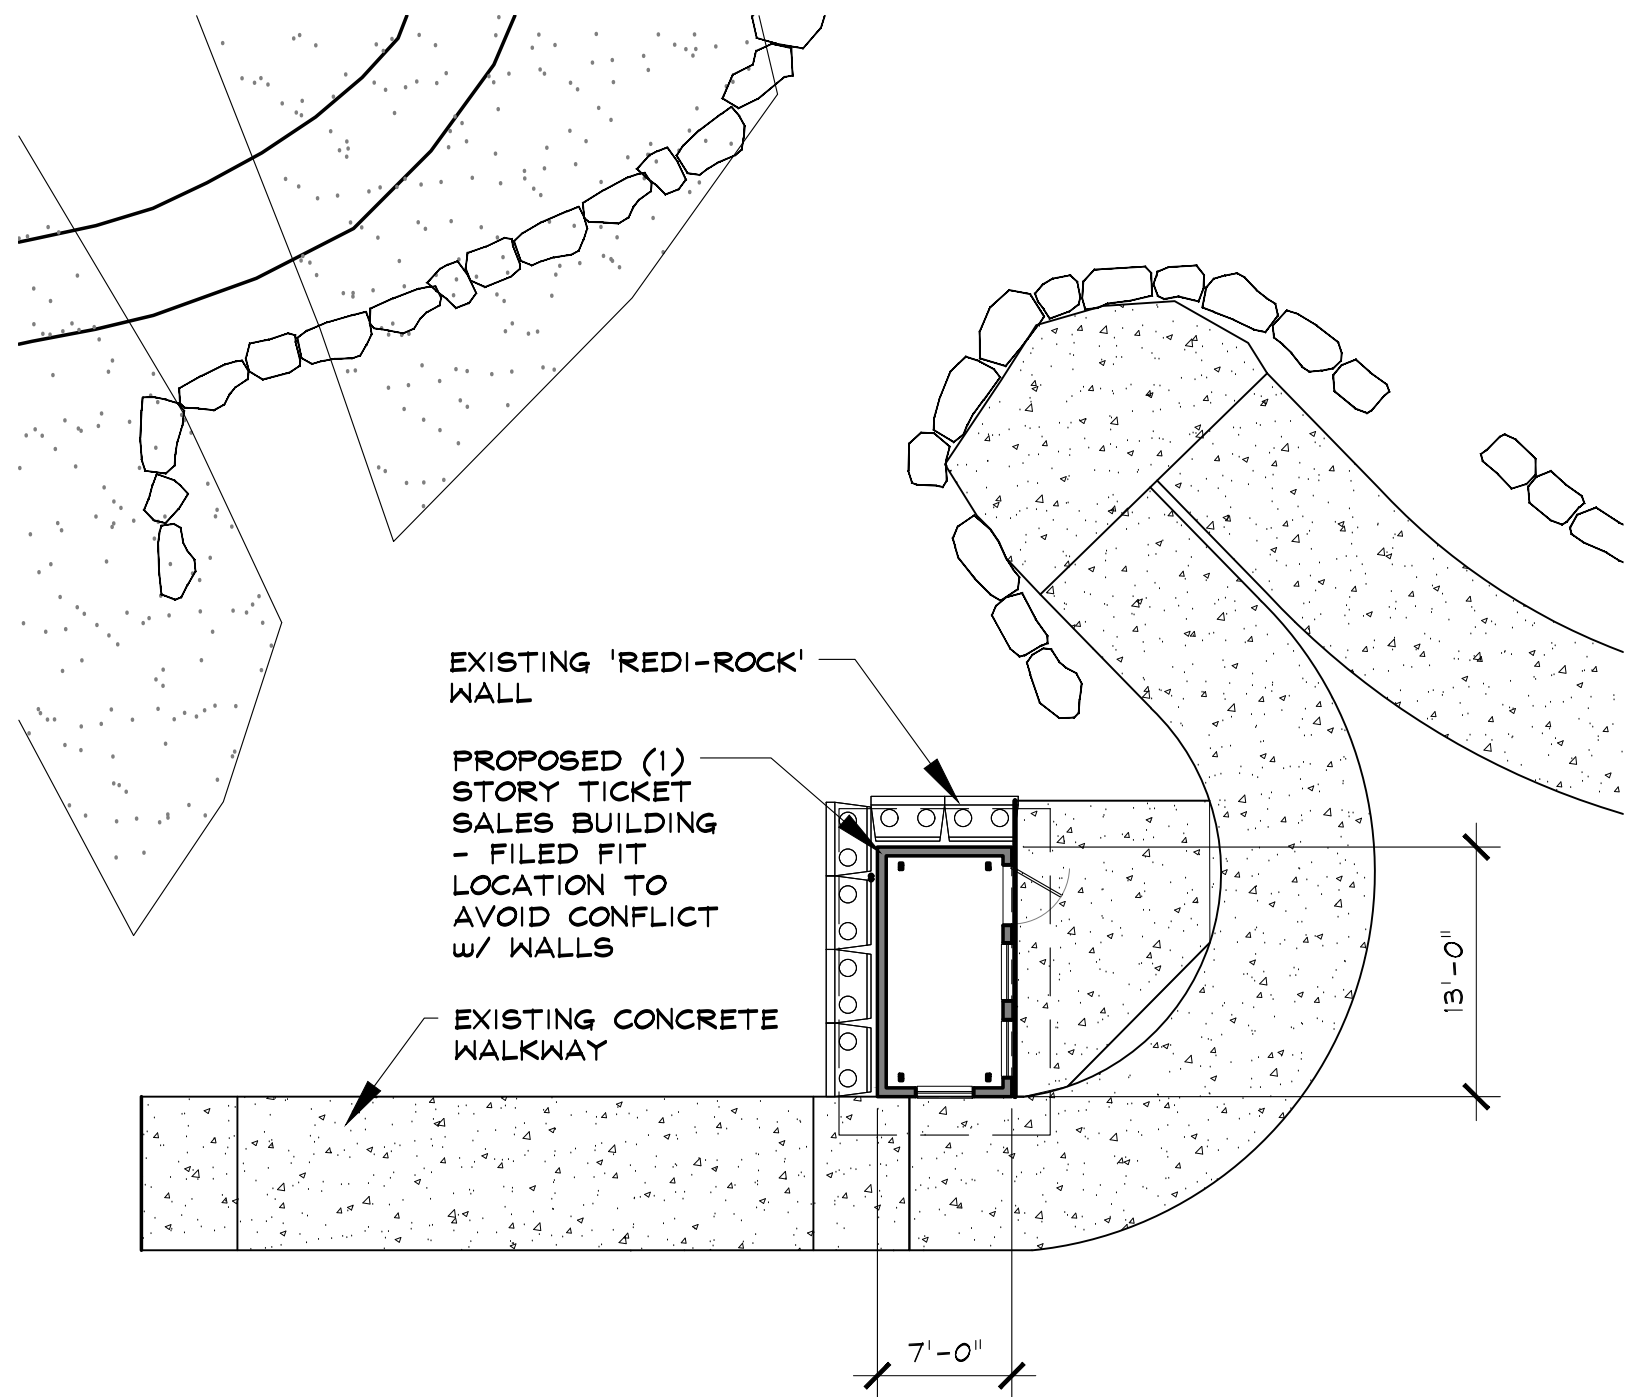 EXISTING 'REDI-ROCK'
WALL
PROPOSED (1)
STORY TICKET
SALES BUILDING
- FILED FIT
LOCATION TO
AVOID CONFLICT
w/ WALLS
EXISTING CONCRETE
WALKWAY
13'-0"
7'-0"